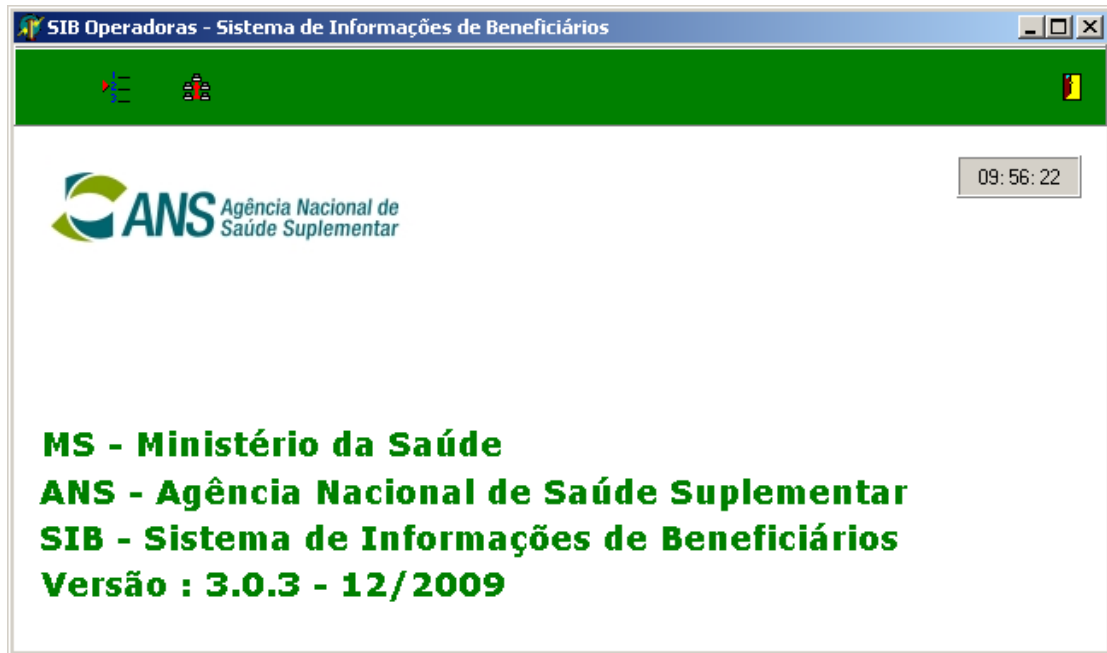 SIB Operadoras - Sistema de Informações de Beneficiários
09:56:22
ANS Agência Nacional de
Saúde Suplementar
MS - Ministério da Saúde
ANS - Agência Nacional de Saúde Suplementar
SIB - Sistema de Informações de Beneficiários
Versão : 3.0.3 - 12/2009